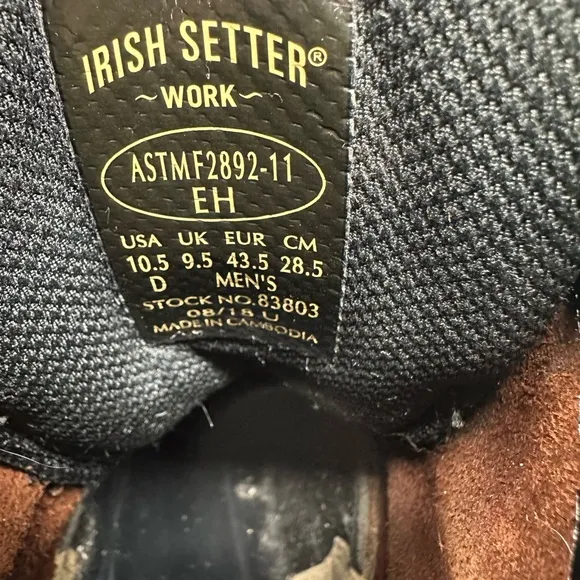 IRISH SETTER®
~WORK~
ASTMF2892-11
EH
USA UK EUR CM
10.5 9.5 43.5 28.5
D MEN'S
STOCK NO.83803
08/18 U
MADE IN CAMBODIA